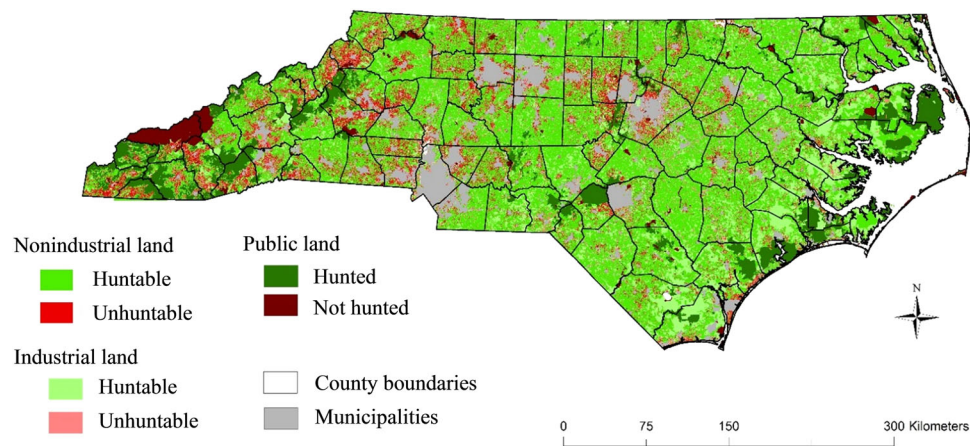 Nonindustrial land
Huntable
Unhuntable
Industrial land
Huntable
Unhuntable
Public land
Hunted
Not hunted
County boundaries
Municipalities
N
0 75 150 300 Kilometers